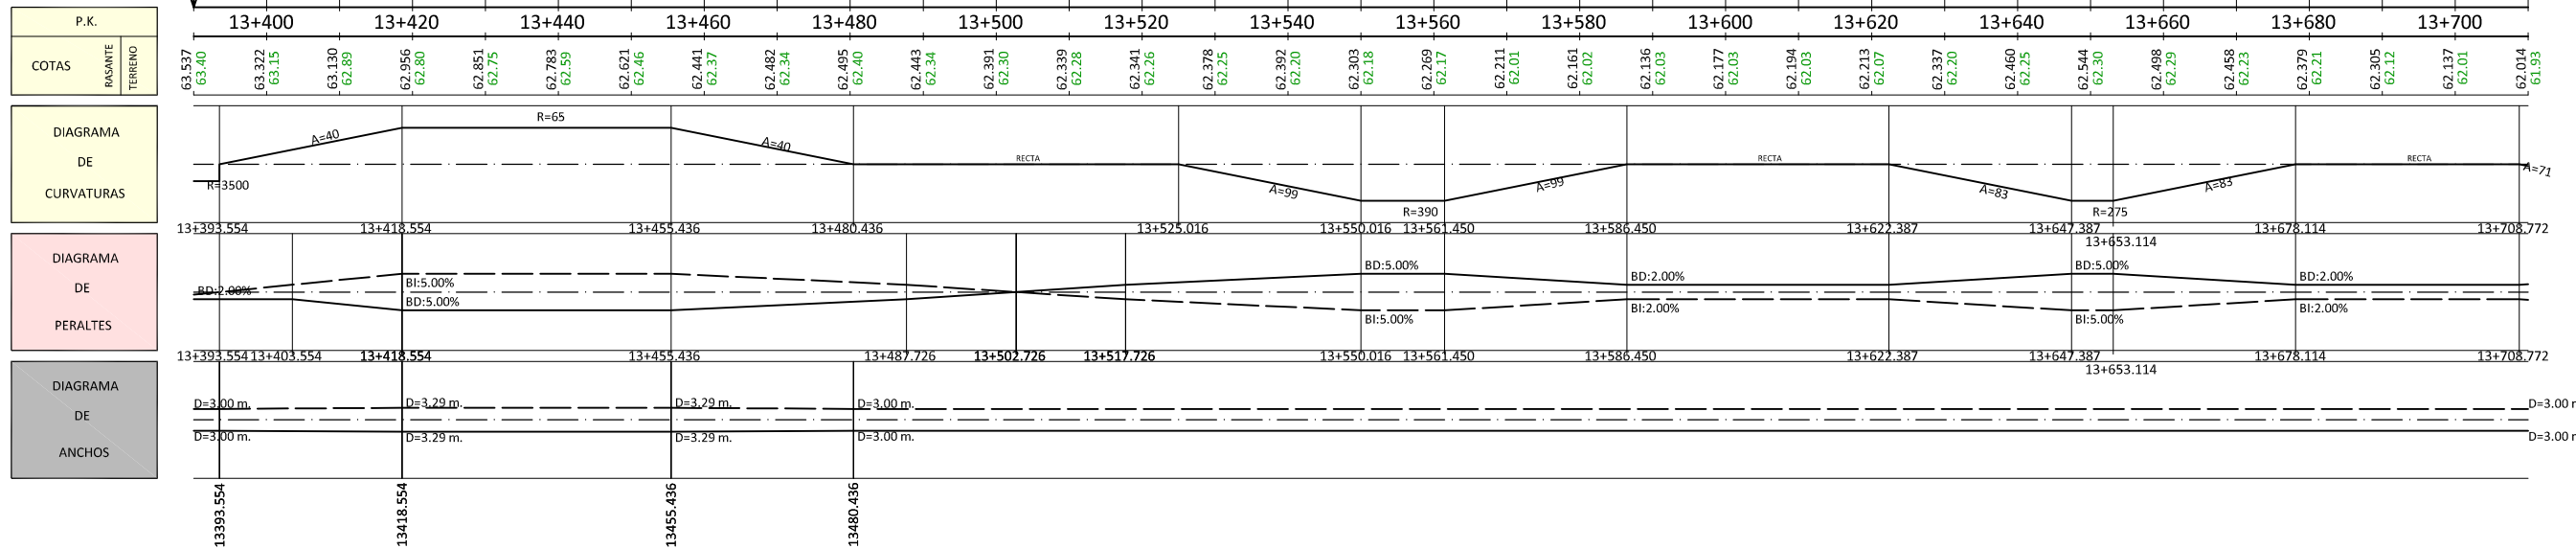 P.K.
13+400 13+420 13+440 13+460 13+480 13+500 13+520 13+540 13+560 13+580 13+600 13+620 13+640 13+660 13+680 13+700
COTAS
RASANTE
TERRENO
63.537 63.322 63.130 62.956 62.851 62.783 62.621 62.441 62.482 62.495 62.443 62.391 62.339 62.341 62.378 62.392 62.303 62.269 62.211 62.161 62.136 62.177 62.194 62.213 62.337 62.460 62.544 62.498 62.458 62.379 62.305 62.137 62.014
63.40 63.15 62.89 62.80 62.75 62.59 62.46 62.37 62.34 62.40 62.34 62.30 62.28 62.26 62.25 62.20 62.18 62.17 62.01 62.02 62.03 62.03 62.03 62.07 62.20 62.25 62.30 62.29 62.23 62.21 62.12 62.01 61.93
DIAGRAMA
DE
CURVATURAS
R=3500 A=40 R=65 A=40 RECTA A=99 R=390 A=99 RECTA A=83 R=275 A=83 RECTA A=71
13+393.554 13+418.554 13+455.436 13+480.436 13+525.016 13+550.016 13+561.450 13+586.450 13+622.387 13+647.387 13+678.114 13+708.772
13+653.114
DIAGRAMA
DE
PERALTES
BD:2.00% BI:5.00% BD:5.00% BD:5.00% BI:5.00% BD:2.00% BI:2.00% BD:5.00% BI:5.00% BD:2.00% BI:2.00%
13+393.554 13+403.554 13+418.554 13+455.436 13+487.726 13+502.726 13+517.726 13+550.016 13+561.450 13+586.450 13+622.387 13+647.387 13+678.114 13+708.772
13+653.114
DIAGRAMA
DE
ANCHOS
D=3.00 m. D=3.29 m. D=3.29 m. D=3.00 m. D=3.00 m
D=3.00 m. D=3.29 m. D=3.29 m. D=3.00 m. D=3.00 m
13393.554 13418.554 13455.436 13480.436